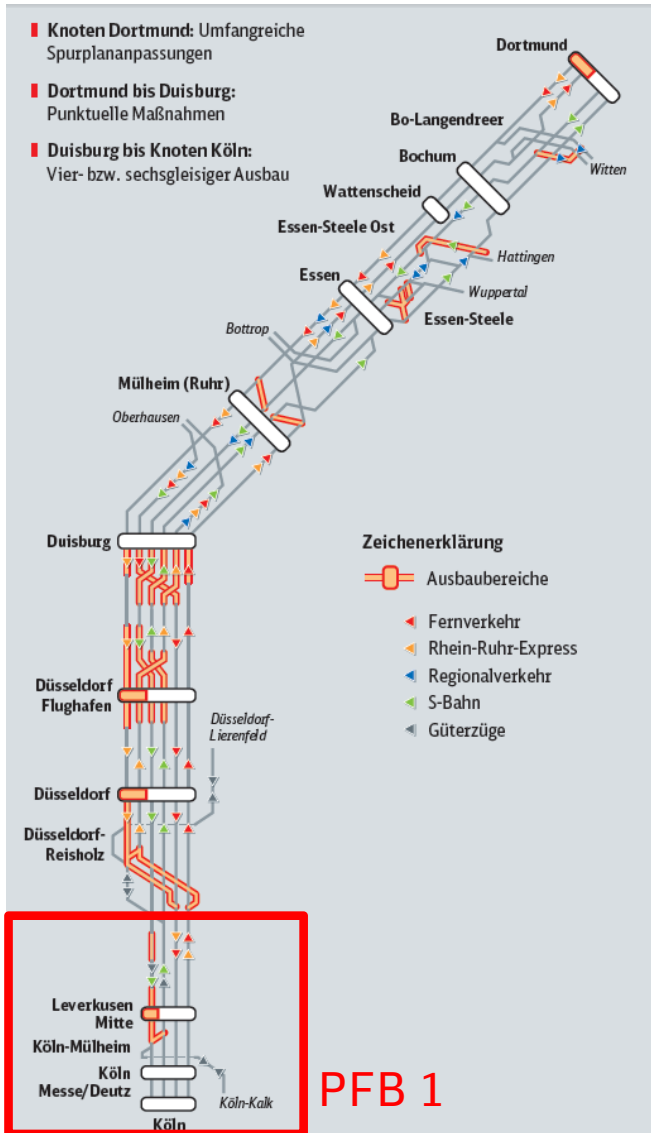 Knoten Dortmund: Umfangreiche
Spurplananpassungen
Dortmund bis Duisburg:
Punktuelle Maßnahmen
Duisburg bis Knoten Köln:
Vier- bzw. sechsgleisiger Ausbau
Dortmund
Bo-Langendreer
Bochum
Witten
Wattenscheid
Essen-Steele Ost
Hattingen
Essen
Wuppertal
Essen-Steele
Bottrop
Mülheim (Ruhr)
Oberhausen
Duisburg
Zeichenerklärung
Ausbaubereiche
Fernverkehr
Rhein-Ruhr-Express
Regionalverkehr
S-Bahn
Güterzüge
Düsseldorf
Flughafen
Düsseldorf-
Lierenfeld
Düsseldorf
Düsseldorf-
Reisholz
Leverkusen
Mitte
Köln-Mülheim
Köln
Messe/Deutz
Köln-Kalk
Köln
PFB 1